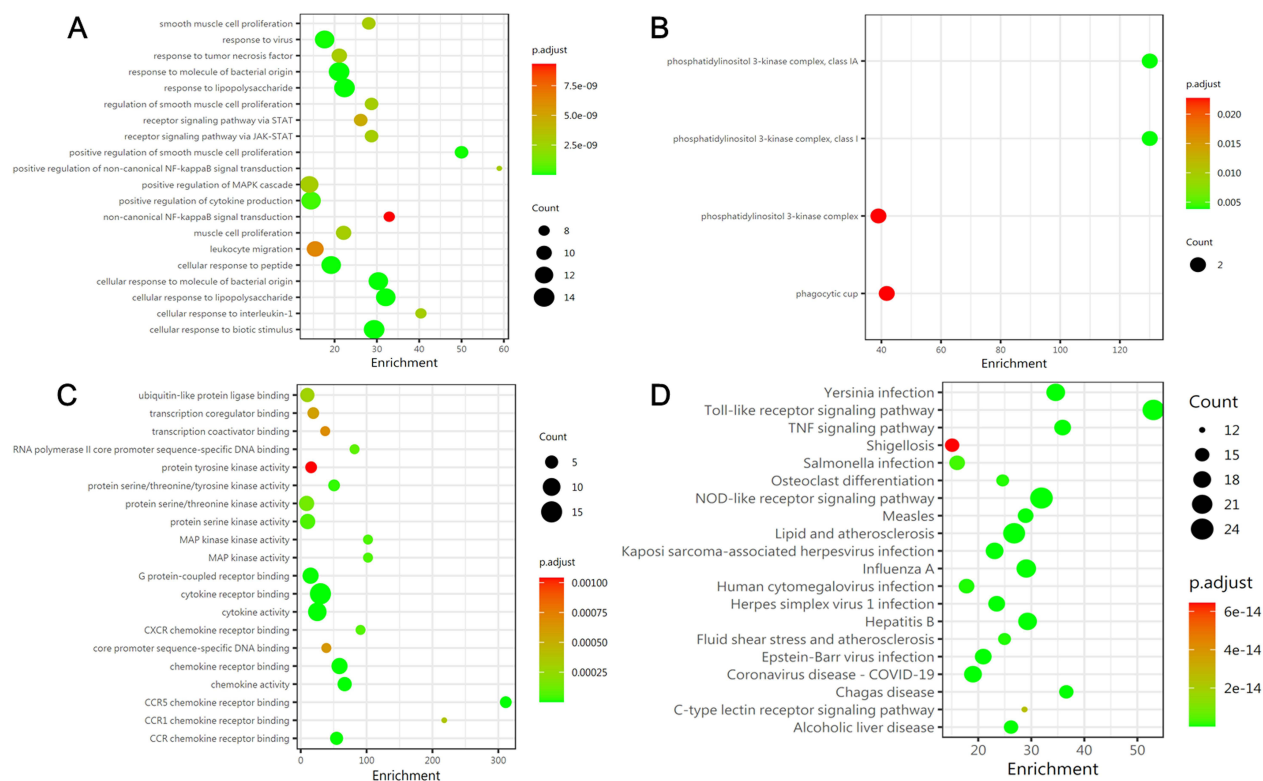 A
smooth muscle cell proliferation
response to virus
response to tumor necrosis factor
response to molecule of bacterial origin
response to lipopolysaccharide
regulation of smooth muscle cell proliferation
receptor signaling pathway via STAT
receptor signaling pathway via JAK-STAT
positive regulation of smooth muscle cell proliferation
positive regulation of non-canonical NF-kappaB signal transduction
positive regulation of MAPK cascade
positive regulation of cytokine production
non-canonical NF-kappaB signal transduction
muscle cell proliferation
leukocyte migration
cellular response to peptide
cellular response to molecule of bacterial origin
cellular response to lipopolysaccharide
cellular response to interleukin-1
cellular response to biotic stimulus
20 30 40 50 60
Enrichment
p.adjust
7.5e-09
5.0e-09
2.5e-09
Count
8
10
12
14
B
phosphatidylinositol 3-kinase complex, class IA
phosphatidylinositol 3-kinase complex, class I
phosphatidylinositol 3-kinase complex
phagocytic cup
40 60 80 100 120
Enrichment
p.adjust
0.020
0.015
0.010
0.005
Count
2
C
ubiquitin-like protein ligase binding
transcription coregulator binding
transcription coactivator binding
RNA polymerase II core promoter sequence-specific DNA binding
protein tyrosine kinase activity
protein serine/threonine/tyrosine kinase activity
protein serine/threonine kinase activity
protein serine kinase activity
MAP kinase kinase activity
MAP kinase activity
G protein-coupled receptor binding
cytokine receptor binding
cytokine activity
CXCR chemokine receptor binding
core promoter sequence-specific DNA binding
chemokine receptor binding
chemokine activity
CCR5 chemokine receptor binding
CCR1 chemokine receptor binding
CCR chemokine receptor binding
0 100 200 300
Enrichment
Count
5
10
15
p.adjust
0.00100
0.00075
0.00050
0.00025
D
Yersinia infection
Toll-like receptor signaling pathway
TNF signaling pathway
Shigellosis
Salmonella infection
Osteoclast differentiation
NOD-like receptor signaling pathway
Measles
Lipid and atherosclerosis
Kaposi sarcoma-associated herpesvirus infection
Influenza A
Human cytomegalovirus infection
Herpes simplex virus 1 infection
Hepatitis B
Fluid shear stress and atherosclerosis
Epstein-Barr virus infection
Coronavirus disease - COVID-19
Chagas disease
C-type lectin receptor signaling pathway
Alcoholic liver disease
20 30 40 50
Enrichment
Count
12
15
18
21
24
p.adjust
6e-14
4e-14
2e-14